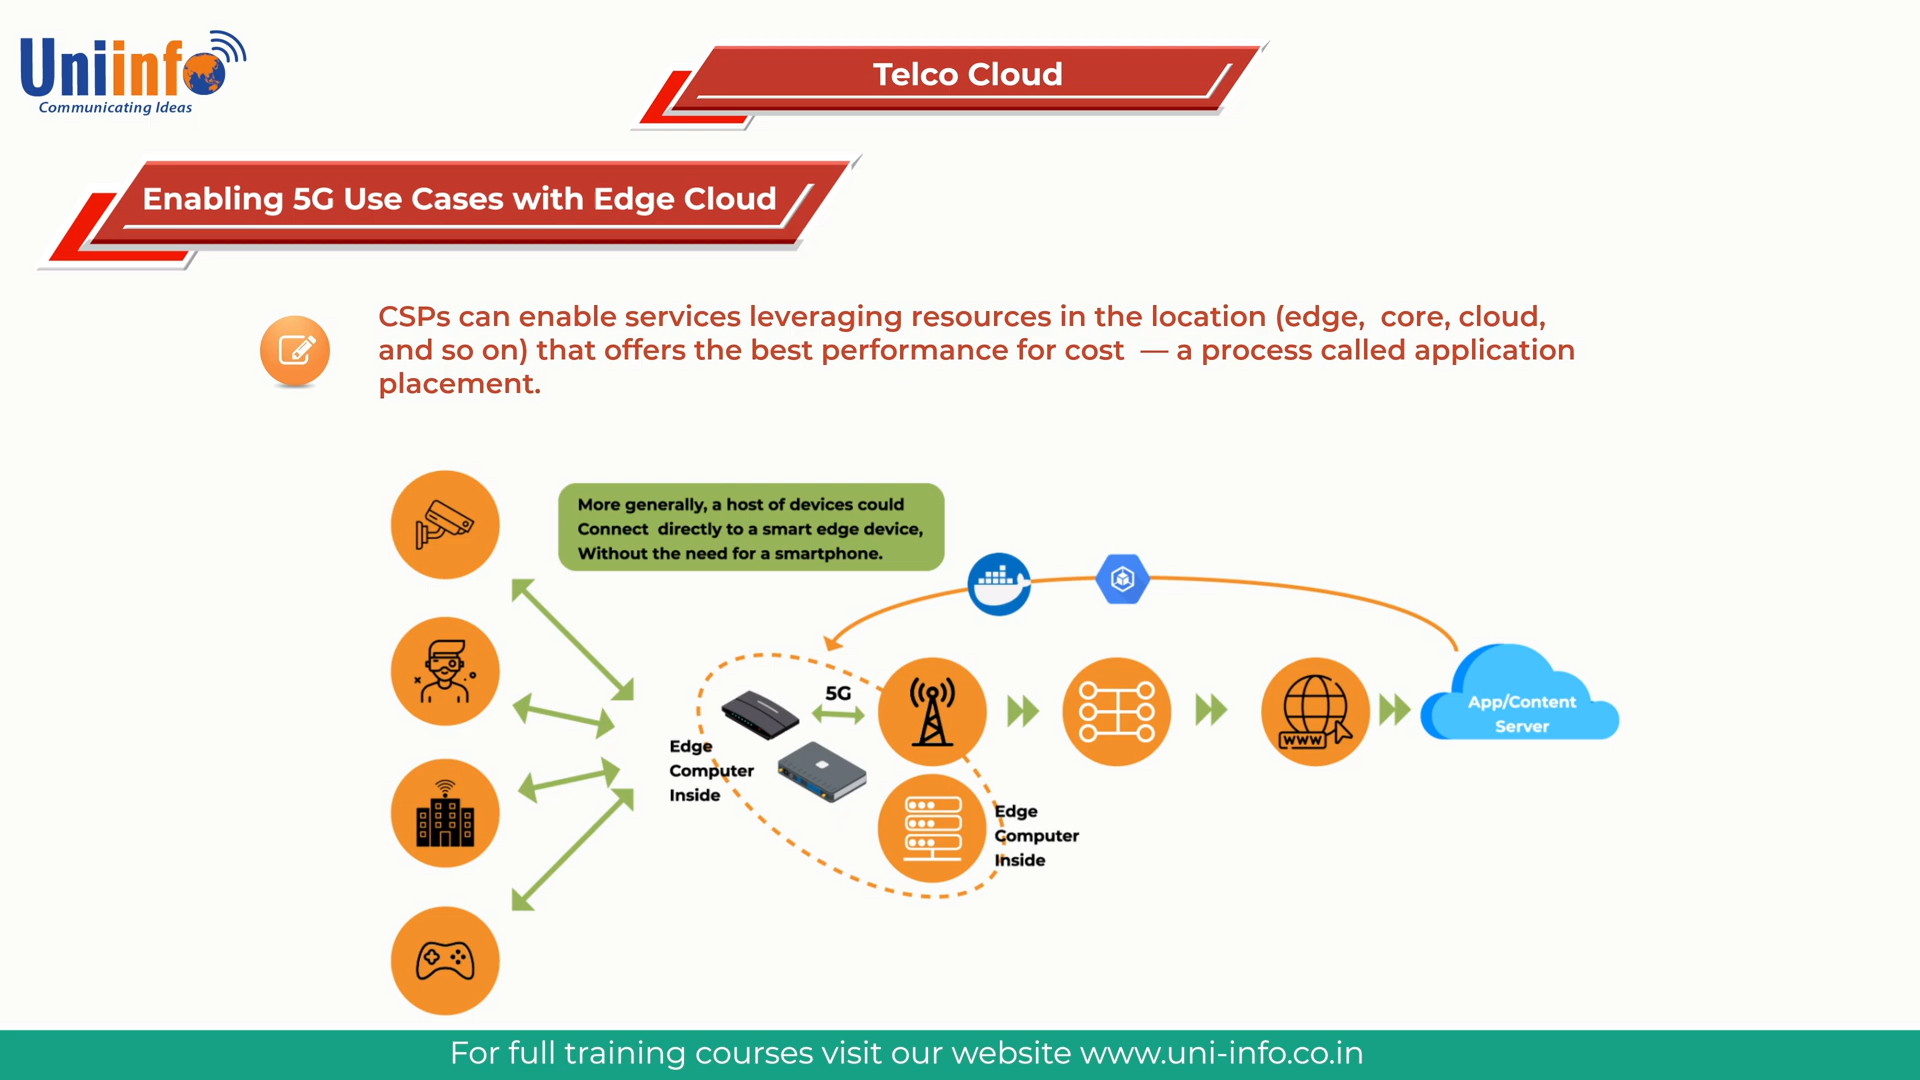 Uniinfo
Communicating Ideas
Telco Cloud
Enabling 5G Use Cases with Edge Cloud
CSPs can enable services leveraging resources in the location (edge, core, cloud,
and so on) that offers the best performance for cost — a process called application
placement.
More generally, a host of devices could
Connect directly to a smart edge device,
Without the need for a smartphone.
5G
Edge
Computer
Inside
WWW
App/Content
Server
Edge
Computer
Inside
For full training courses visit our website www.uni-info.co.in